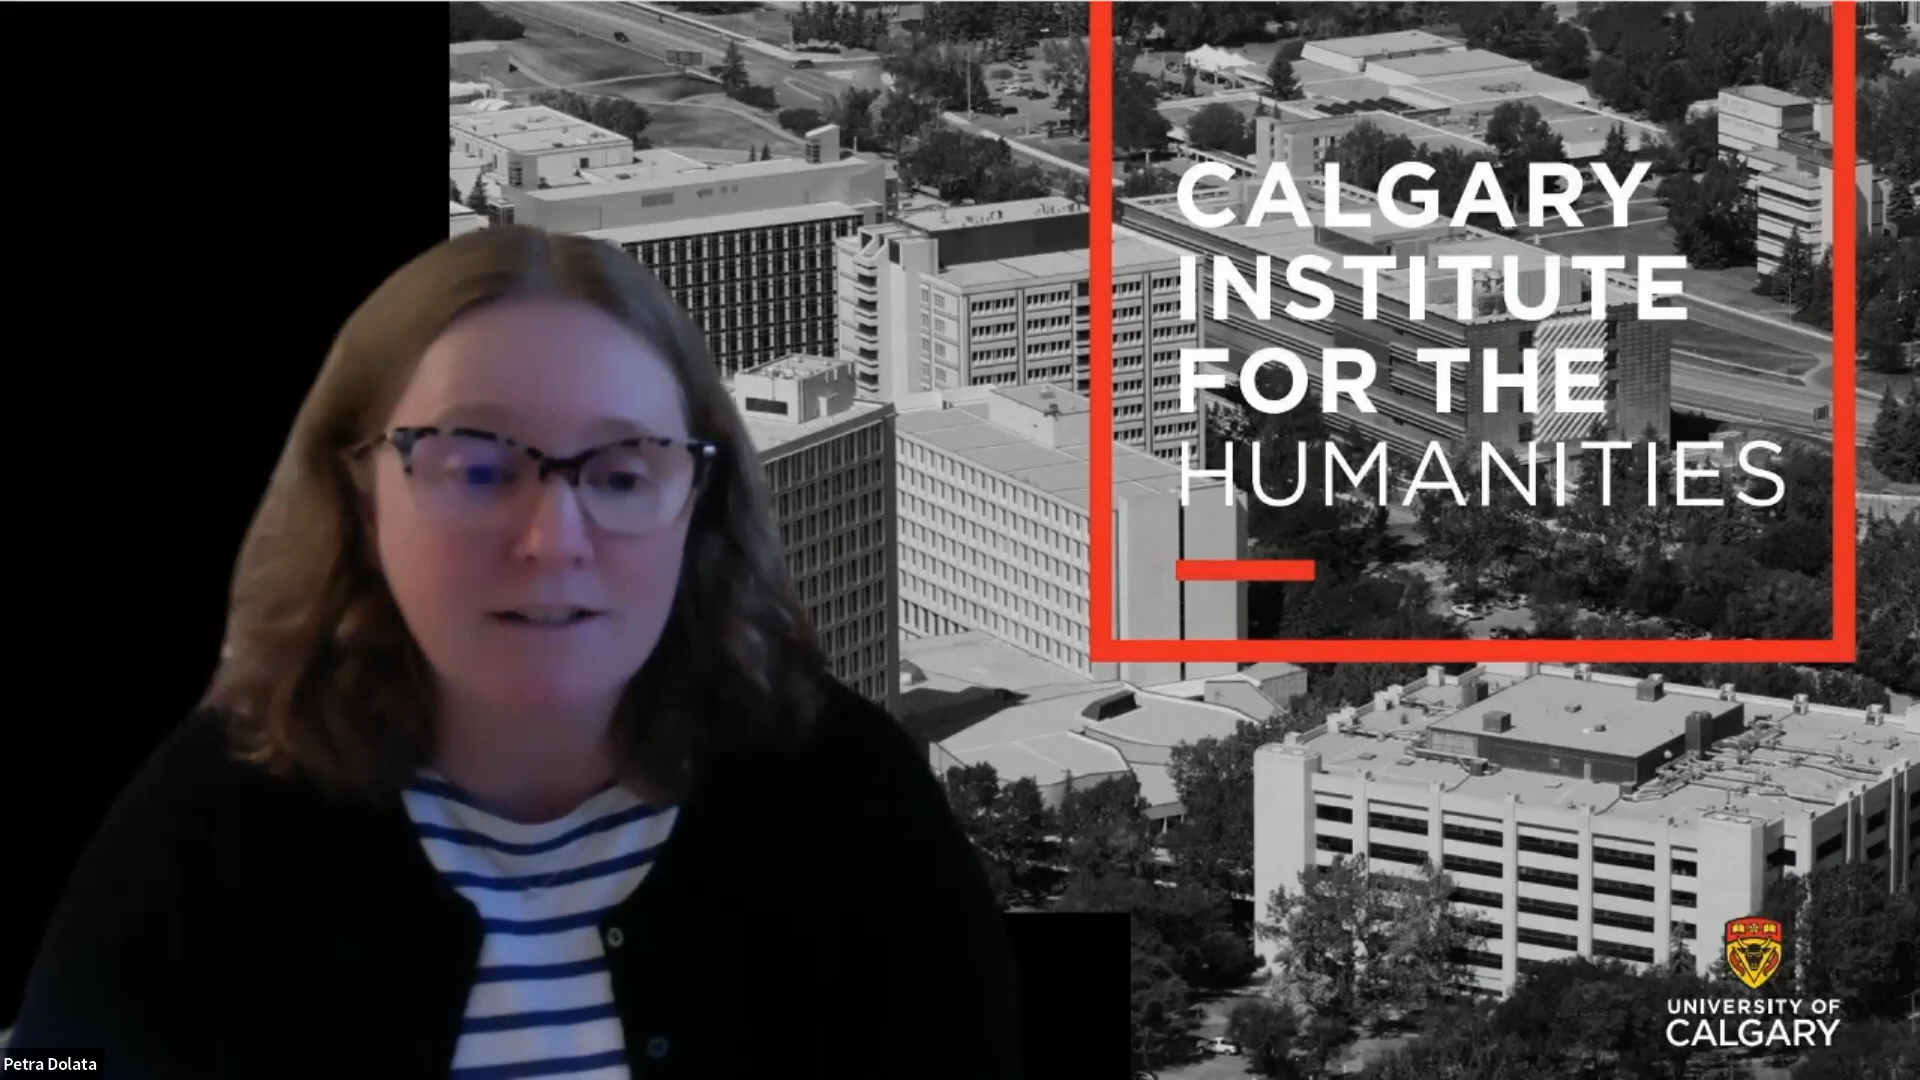 CALGARY
INSTITUTE
FOR THE
HUMANITIES
UNIVERSITY OF
CALGARY
Petra Dolata